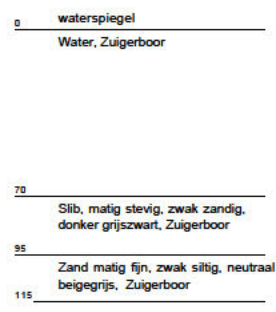 0 waterspiegel
Water, Zuigerboor
70
Slib, matig stevig, zwak zandig,
donker grijszwart, Zuigerboor
95
Zand matig fijn, zwak siltig, neutraal
beigegrijs, Zuigerboor
115